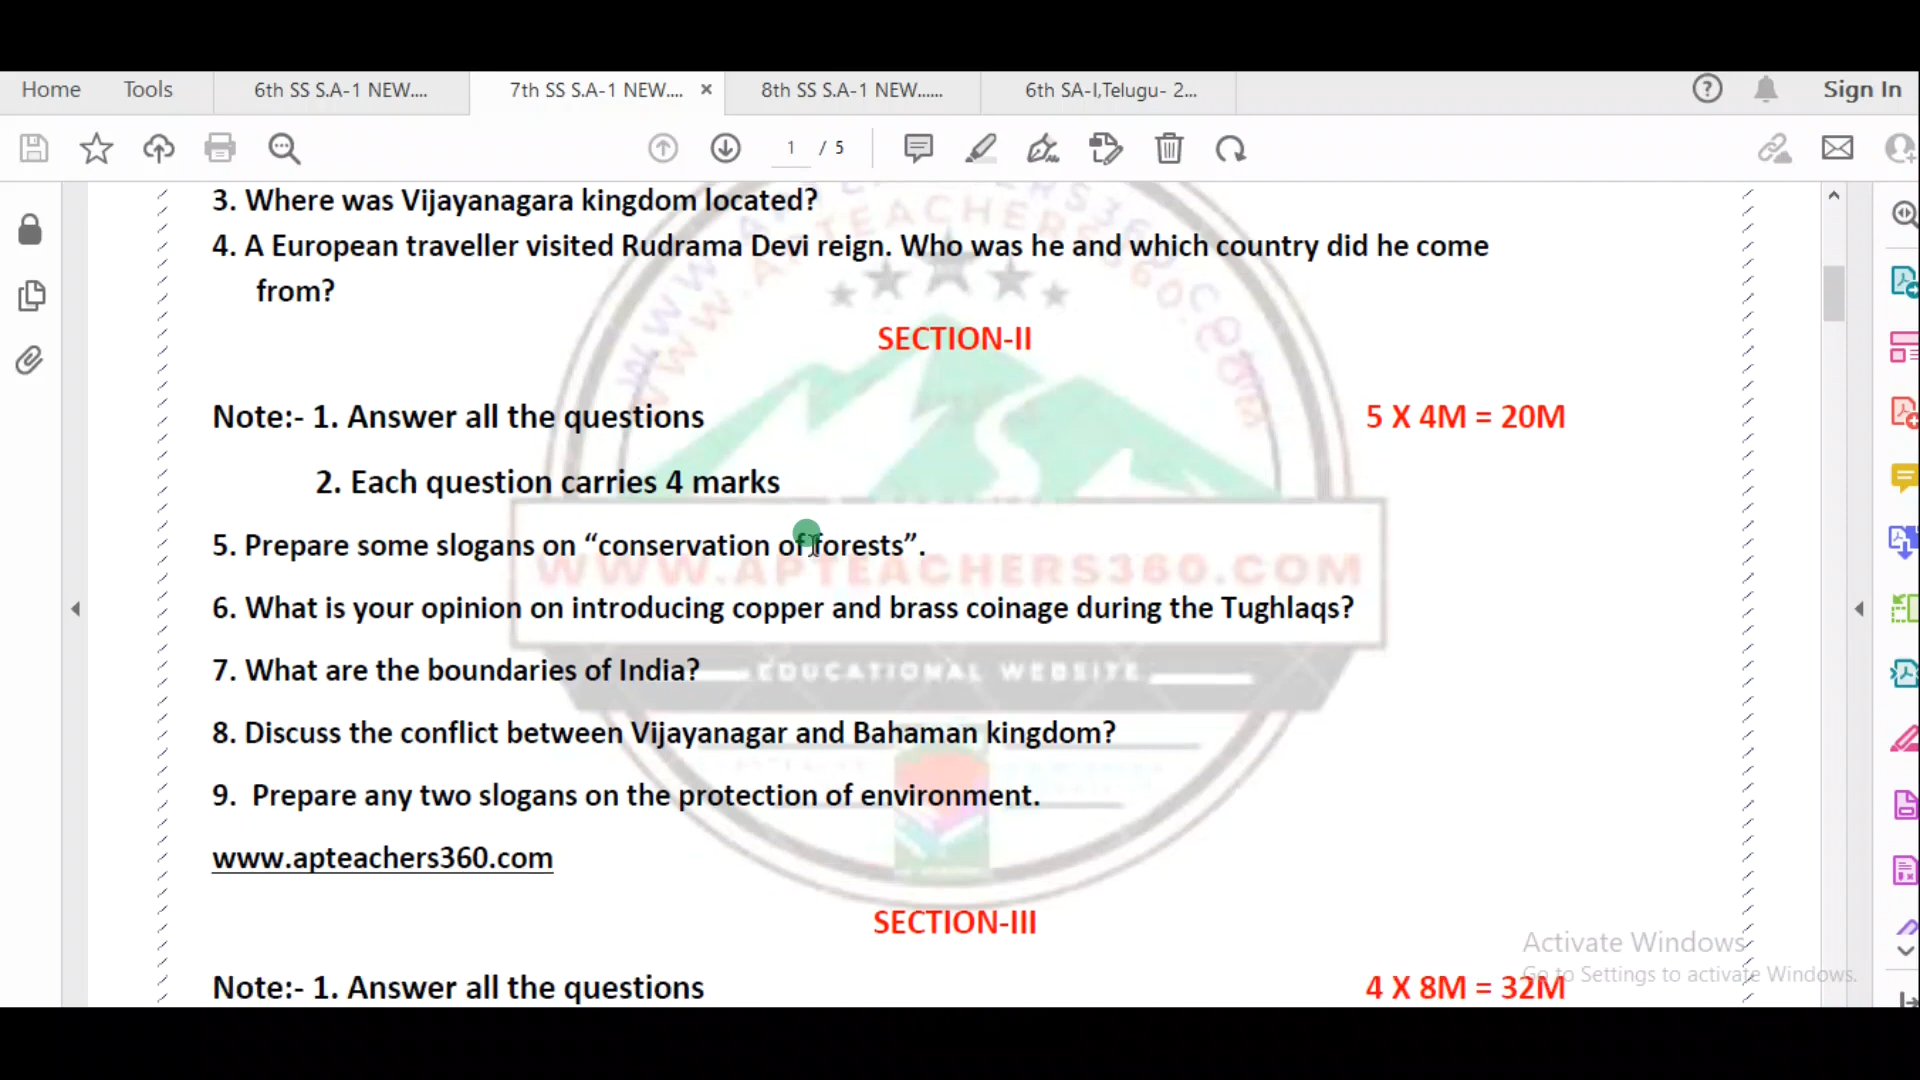 Home Tools 6th SS S.A-1 NEW.... 7th SS S.A-1 NEW.... × 8th SS S.A-1 NEW...... 6th SA-I,Telugu- 2... Sign In
1 / 5
3. Where was Vijayanagara kingdom located?
4. A European traveller visited Rudrama Devi reign. Who was he and which country did he come
from?
SECTION-II
Note:- 1. Answer all the questions 5 X 4M = 20M
2. Each question carries 4 marks
5. Prepare some slogans on “conservation of forests”.
WWW.APTEACHERS360.COM
6. What is your opinion on introducing copper and brass coinage during the Tughlaqs?
7. What are the boundaries of India?
EDUCATIONAL WEBSITE
8. Discuss the conflict between Vijayanagar and Bahaman kingdom?
9. Prepare any two slogans on the protection of environment.
www.apteachers360.com
SECTION-III
Activate Windows
Go to Settings to activate Windows.
Note:- 1. Answer all the questions 4 X 8M = 32M